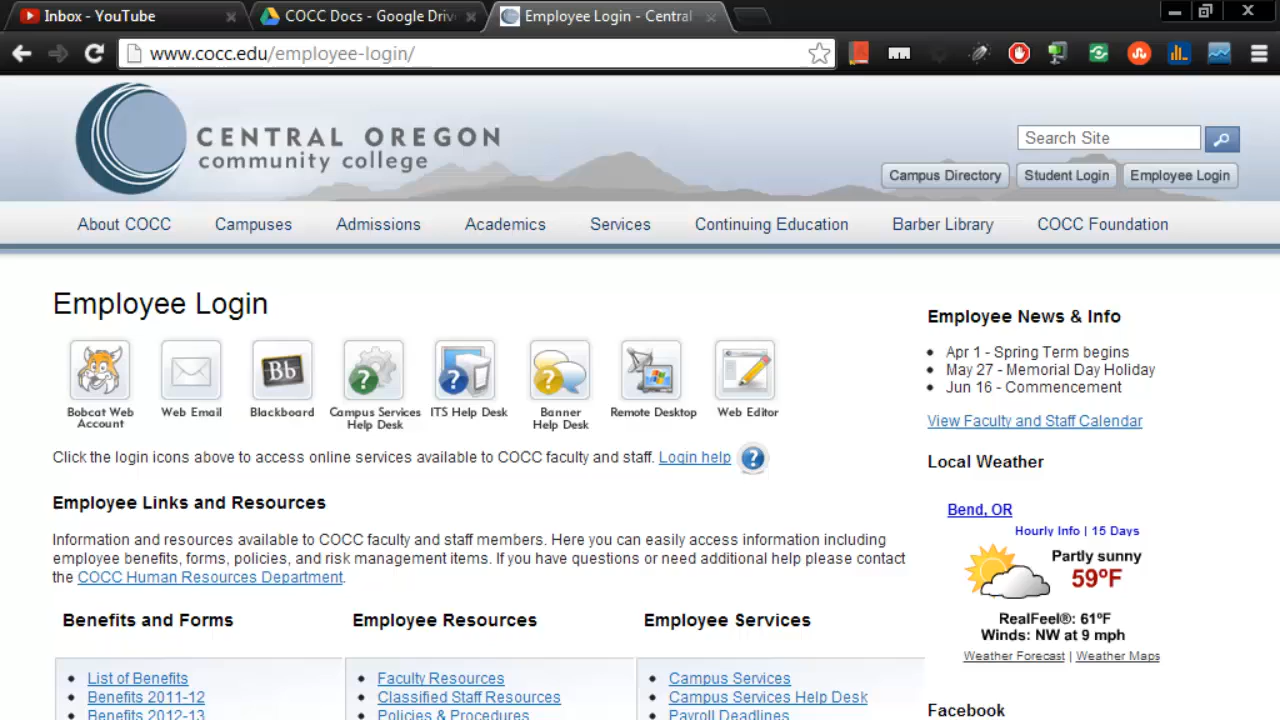 Inbox - YouTube
COCC Docs - Google Driv
Employee Login - Central
www.cocc.edu/employee-login/
CENTRAL OREGON
community college
Search Site
Campus Directory
Student Login
Employee Login
About COCC
Campuses
Admissions
Academics
Services
Continuing Education
Barber Library
COCC Foundation
Employee Login
Bb
Bobcat Web
Account
Web Email
Blackboard
Campus Services
Help Desk
ITS Help Desk
Banner
Help Desk
Remote Desktop
Web Editor
Click the login icons above to access online services available to COCC faculty and staff. Login help
Employee Links and Resources
Information and resources available to COCC faculty and staff members. Here you can easily access information including
employee benefits, forms, policies, and risk management items. If you have questions or need additional help please contact
the COCC Human Resources Department.
Benefits and Forms
List of Benefits
Benefits 2011-12
Benefits 2012-13
Employee Resources
Faculty Resources
Classified Staff Resources
Policies & Procedures
Employee Services
Campus Services
Campus Services Help Desk
Payroll Deadlines
Employee News & Info
Apr 1 - Spring Term begins
May 27 - Memorial Day Holiday
Jun 16 - Commencement
View Faculty and Staff Calendar
Local Weather
Bend, OR
Hourly Info | 15 Days
Partly sunny
59ºF
RealFeel®: 61ºF
Winds: NW at 9 mph
Weather Forecast | Weather Maps
Facebook